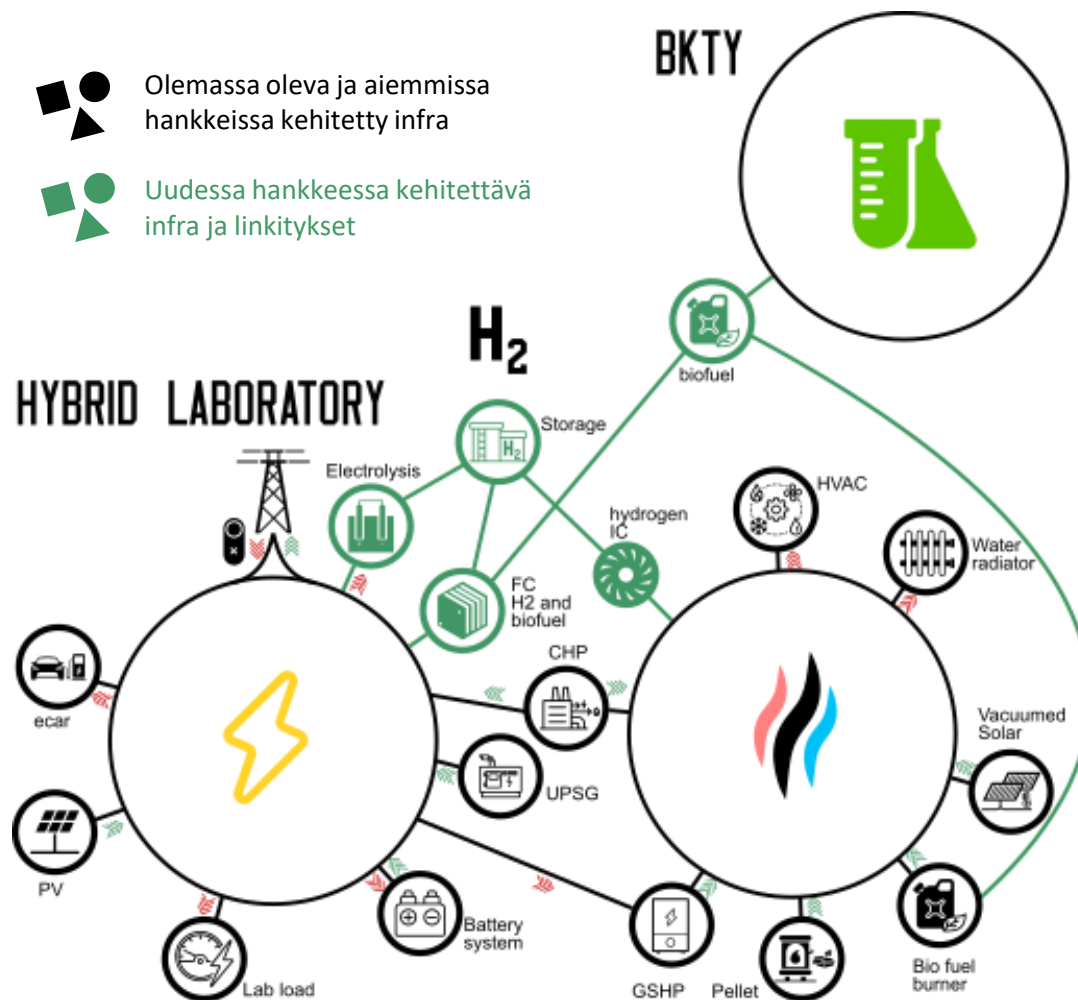 BKTY
Olemassa oleva ja aiemmissa
hankkeissa kehitetty infra
Uudessa hankkeessa kehitettävä
infra ja linkitykset
H₂
biofuel
HYBRID LABORATORY
Storage
H₂
Electrolysis
HVAC
hydrogen
IC
Water
radiator
FC
H2 and
biofuel
CHP
ecar
Vacuumed
Solar
UPSG
PV
Battery
system
Lab load
GSHP
Pellet
Bio fuel
burner